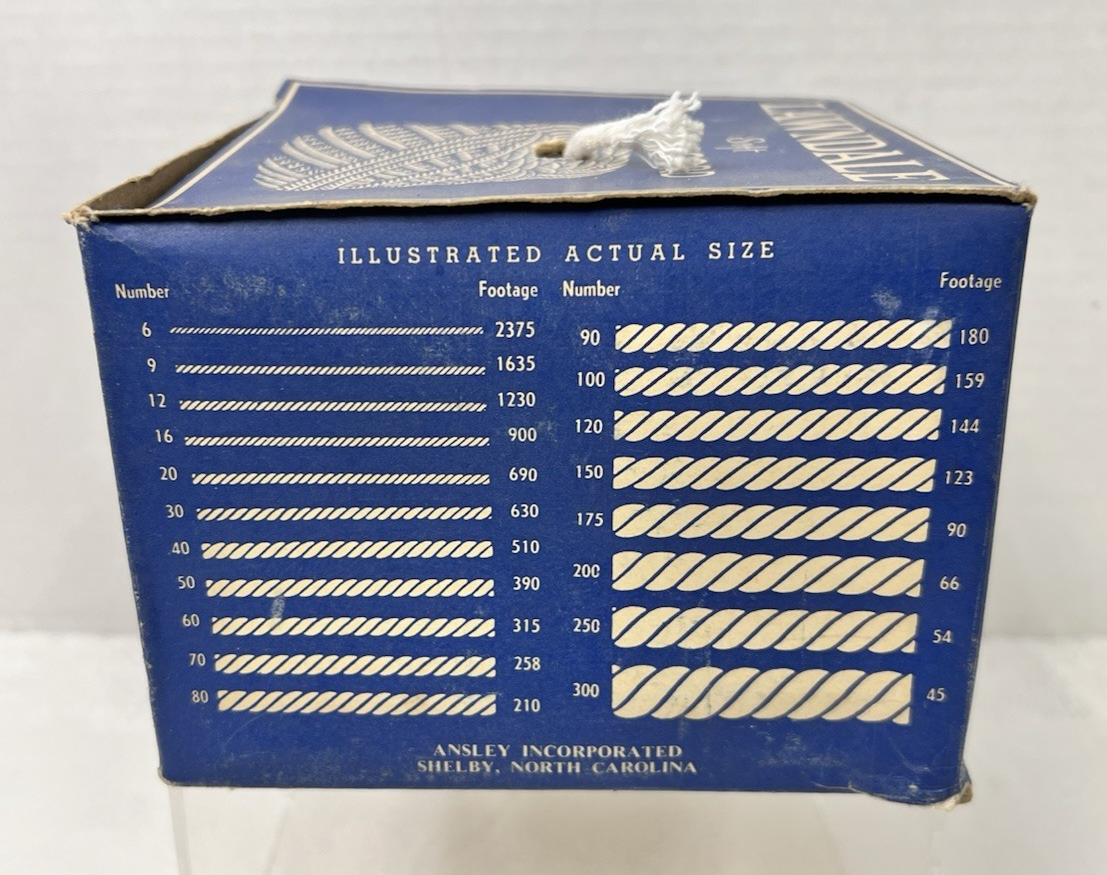 LAWNDALE
Soft
ILLUSTRATED ACTUAL SIZE
Number Footage Number Footage
6 2375 90 180
9 1635 100 159
12 1230 120 144
16 900 150 123
20 690 175 90
30 630 200 66
40 510 250 54
50 390 300 45
60 315
70 258
80 210
ANSLEY INCORPORATED
SHELBY, NORTH CAROLINA